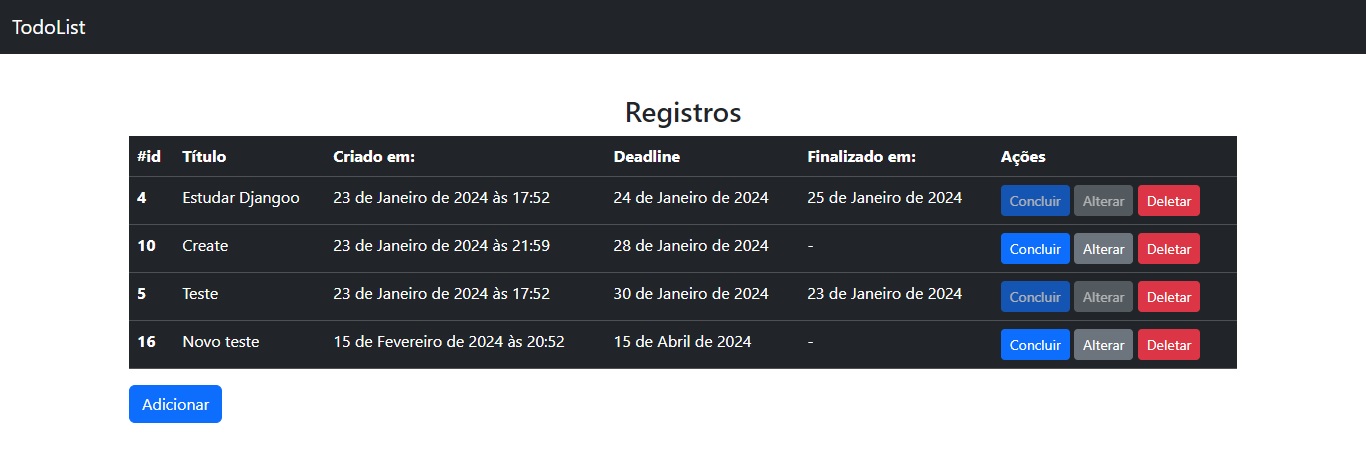 TodoList
Registros
#id Título Criado em: Deadline Finalizado em: Ações
4 Estudar Djangoo 23 de Janeiro de 2024 às 17:52 24 de Janeiro de 2024 25 de Janeiro de 2024 Concluir Alterar Deletar
10 Create 23 de Janeiro de 2024 às 21:59 28 de Janeiro de 2024 - Concluir Alterar Deletar
5 Teste 23 de Janeiro de 2024 às 17:52 30 de Janeiro de 2024 23 de Janeiro de 2024 Concluir Alterar Deletar
16 Novo teste 15 de Fevereiro de 2024 às 20:52 15 de Abril de 2024 - Concluir Alterar Deletar
Adicionar